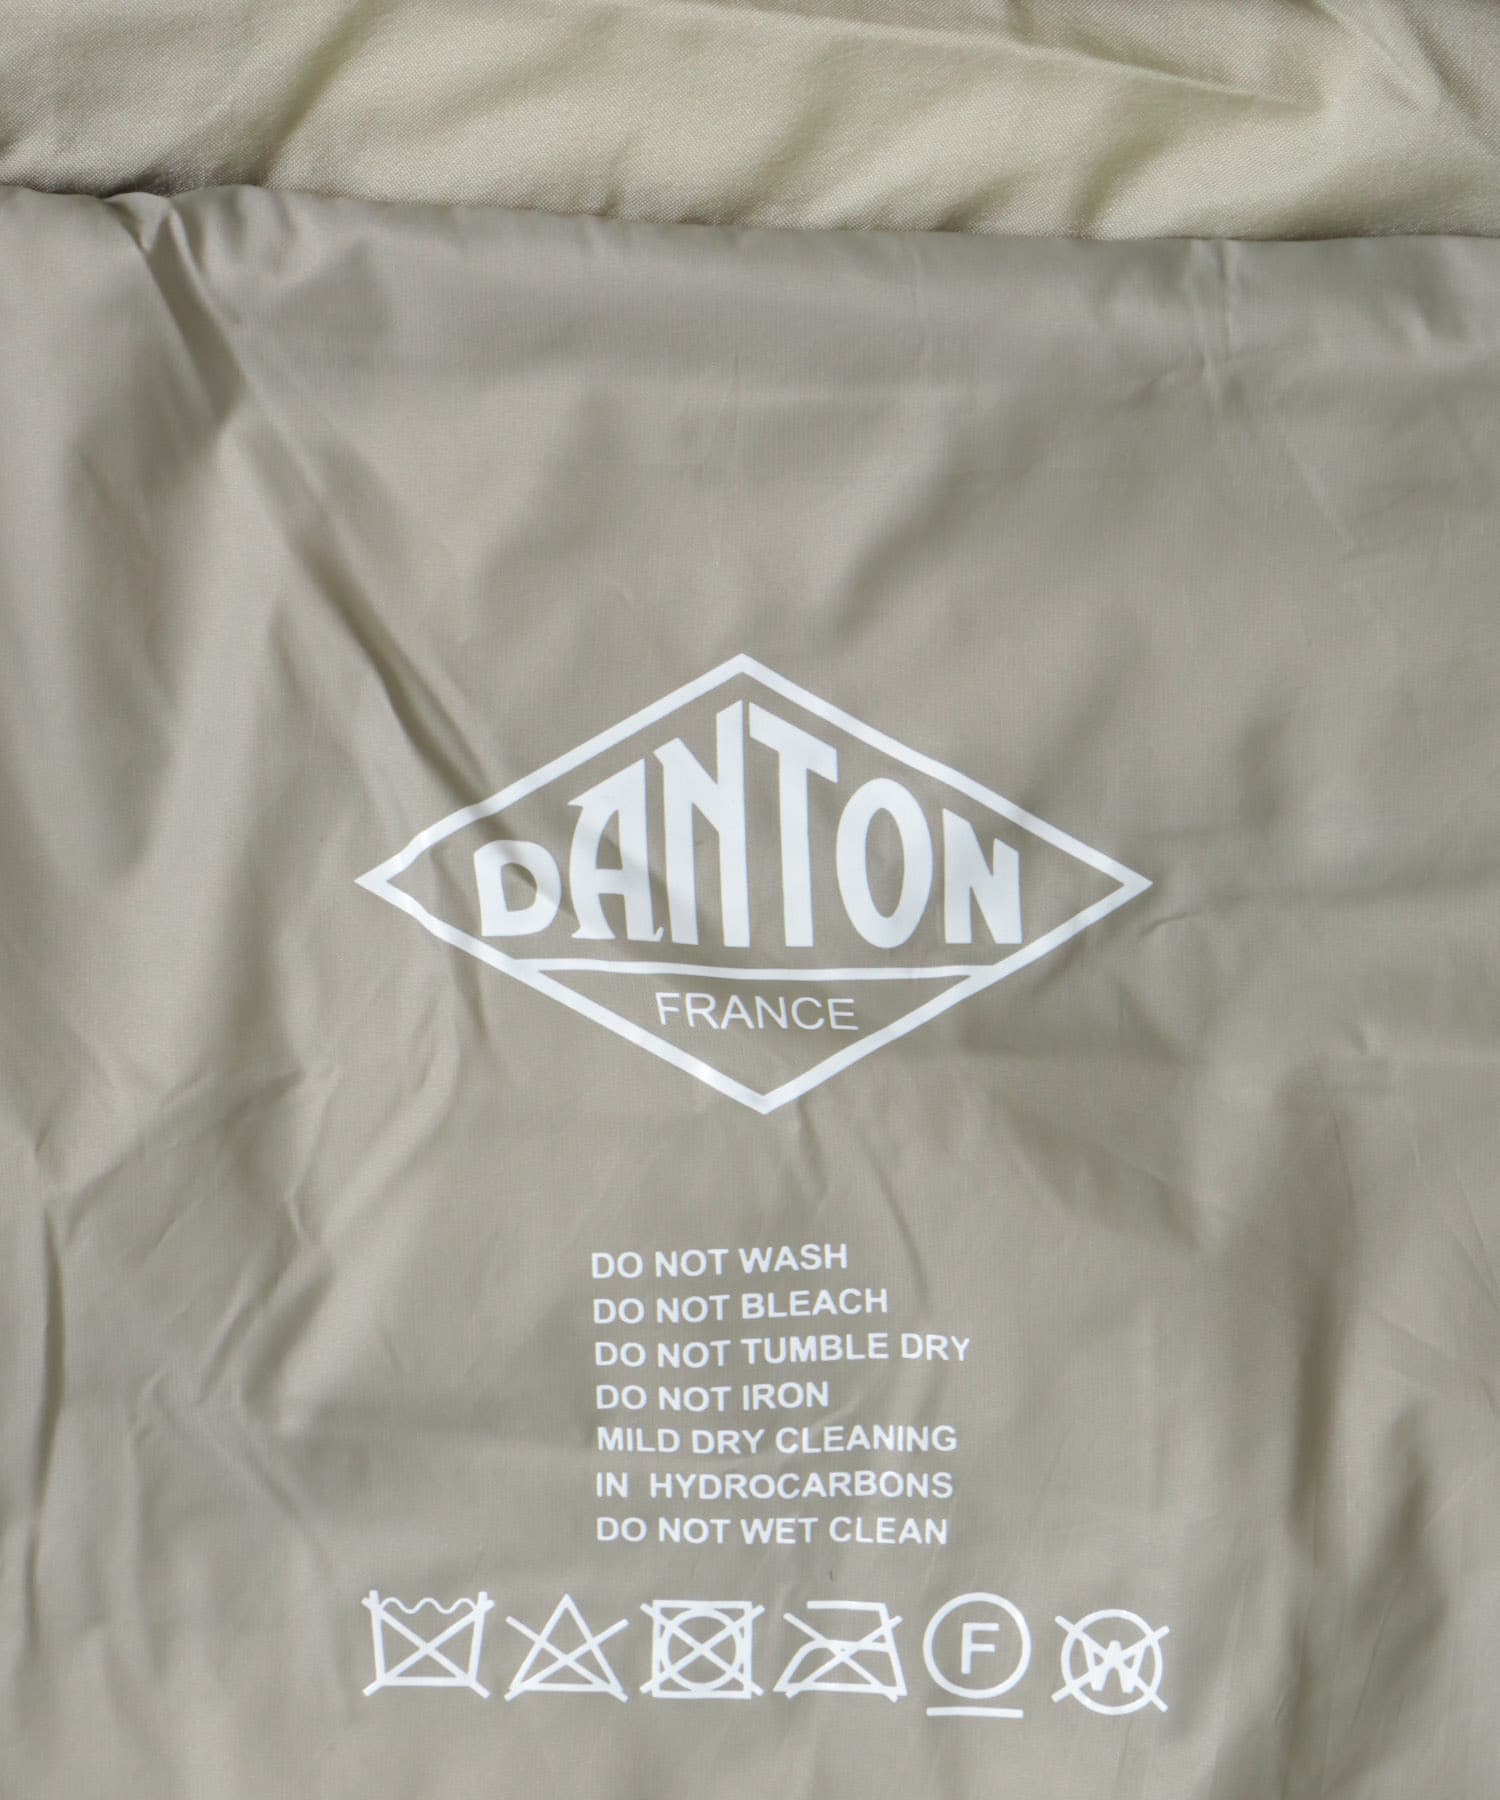 DANTON
FRANCE
DO NOT WASH
DO NOT BLEACH
DO NOT TUMBLE DRY
DO NOT IRON
MILD DRY CLEANING
IN HYDROCARBONS
DO NOT WET CLEAN
F W